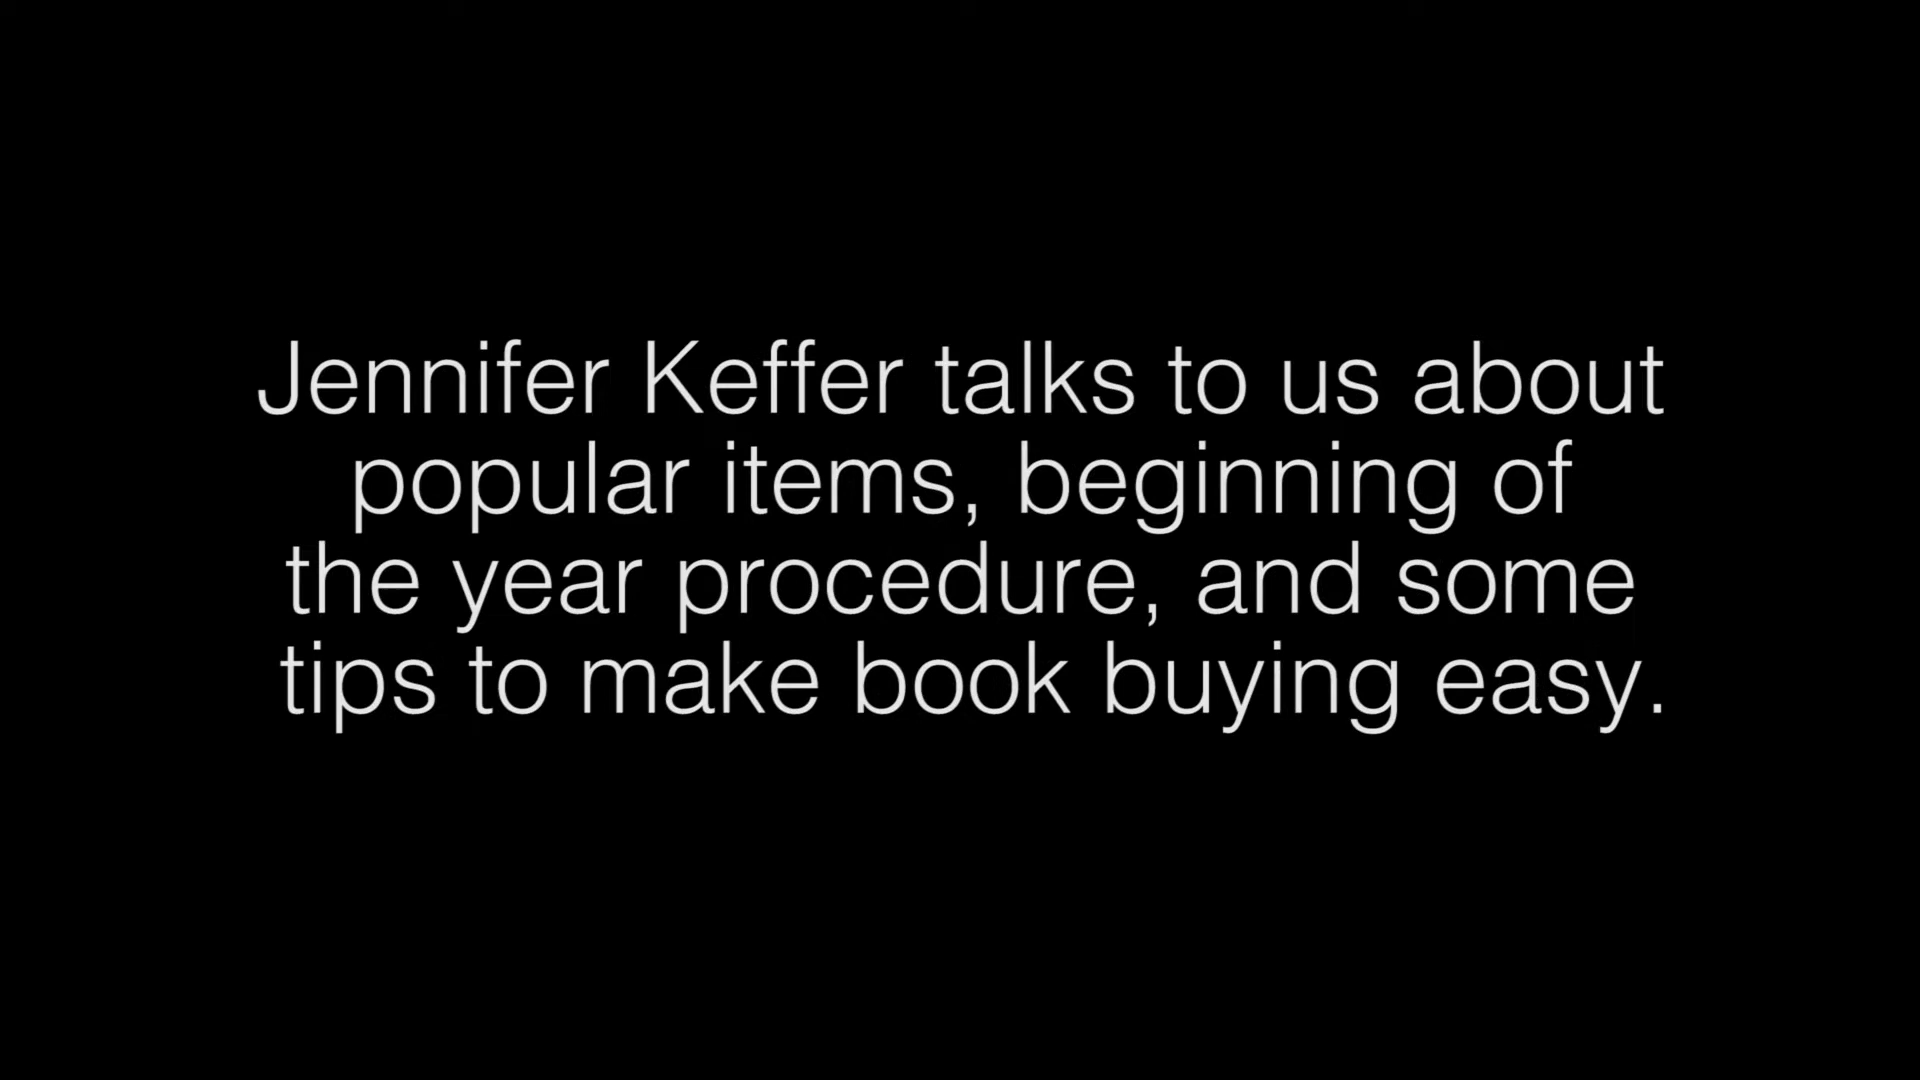 Jennifer Keffer talks to us about
popular items, beginning of
the year procedure, and some
tips to make book buying easy.